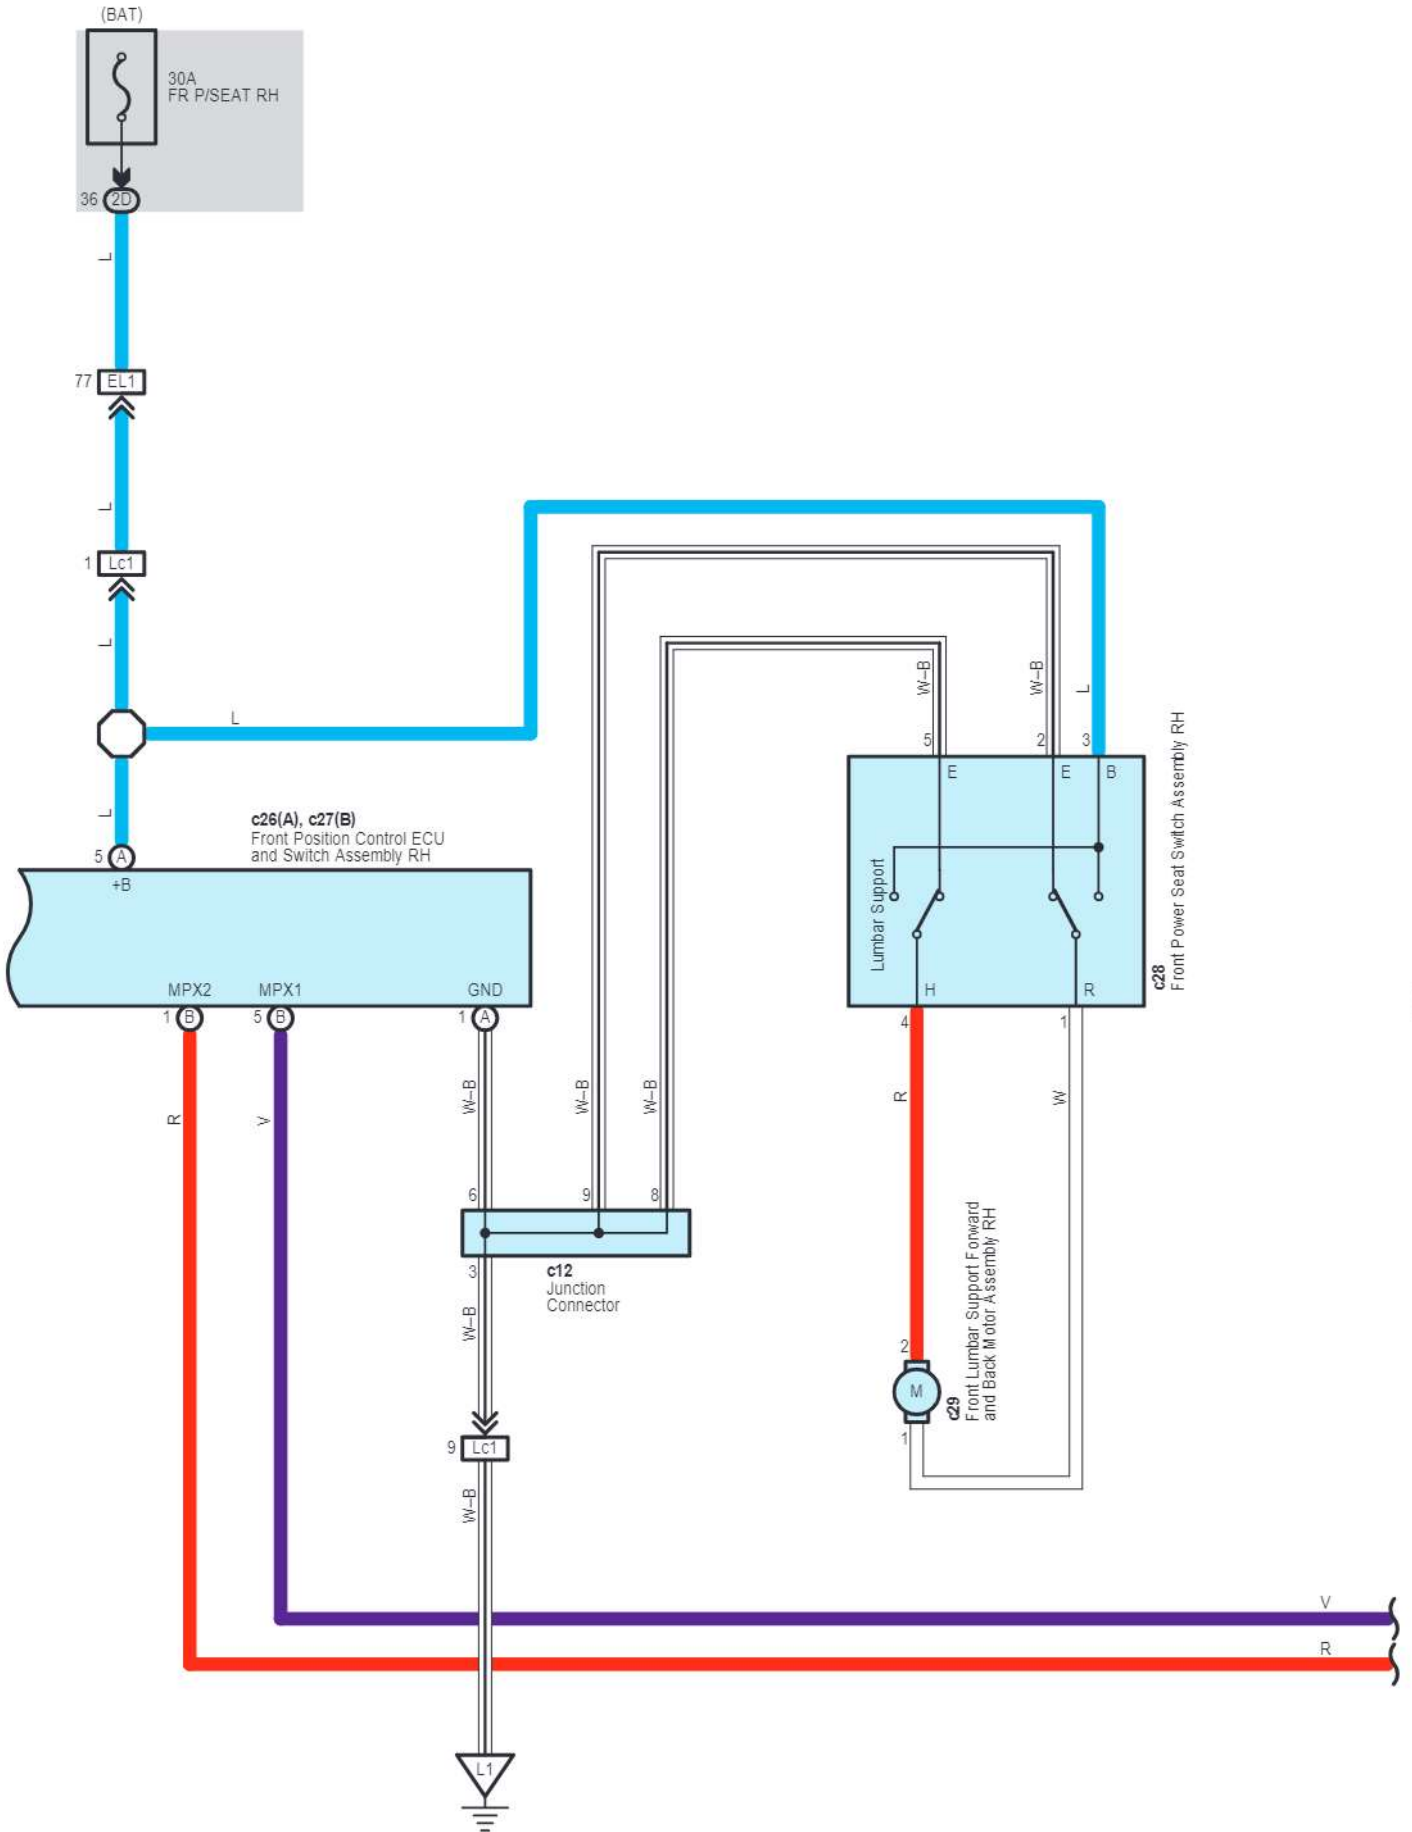 (BAT)
30A
FR P/SEAT RH
36 2D
L
77 EL1
L
1 Lc1
L
L
L
c26(A), c27(B)
Front Position Control ECU
and Switch Assembly RH
5 A
+B
MPX2 MPX1 GND
1 B 5 B 1 A
R
V
W–B
W–B
W–B
6 9 8
c12
Junction
Connector
3
W–B
9 Lc1
W–B
L1
W–B
W–B
L
5 2 3
E E B
Lumbar Support
H R
c28
Front Power Seat Switch Assembly RH
4 1
R
W
2
M
1
c29
Front Lumbar Support Forward
and Back Motor Assembly RH
V
R